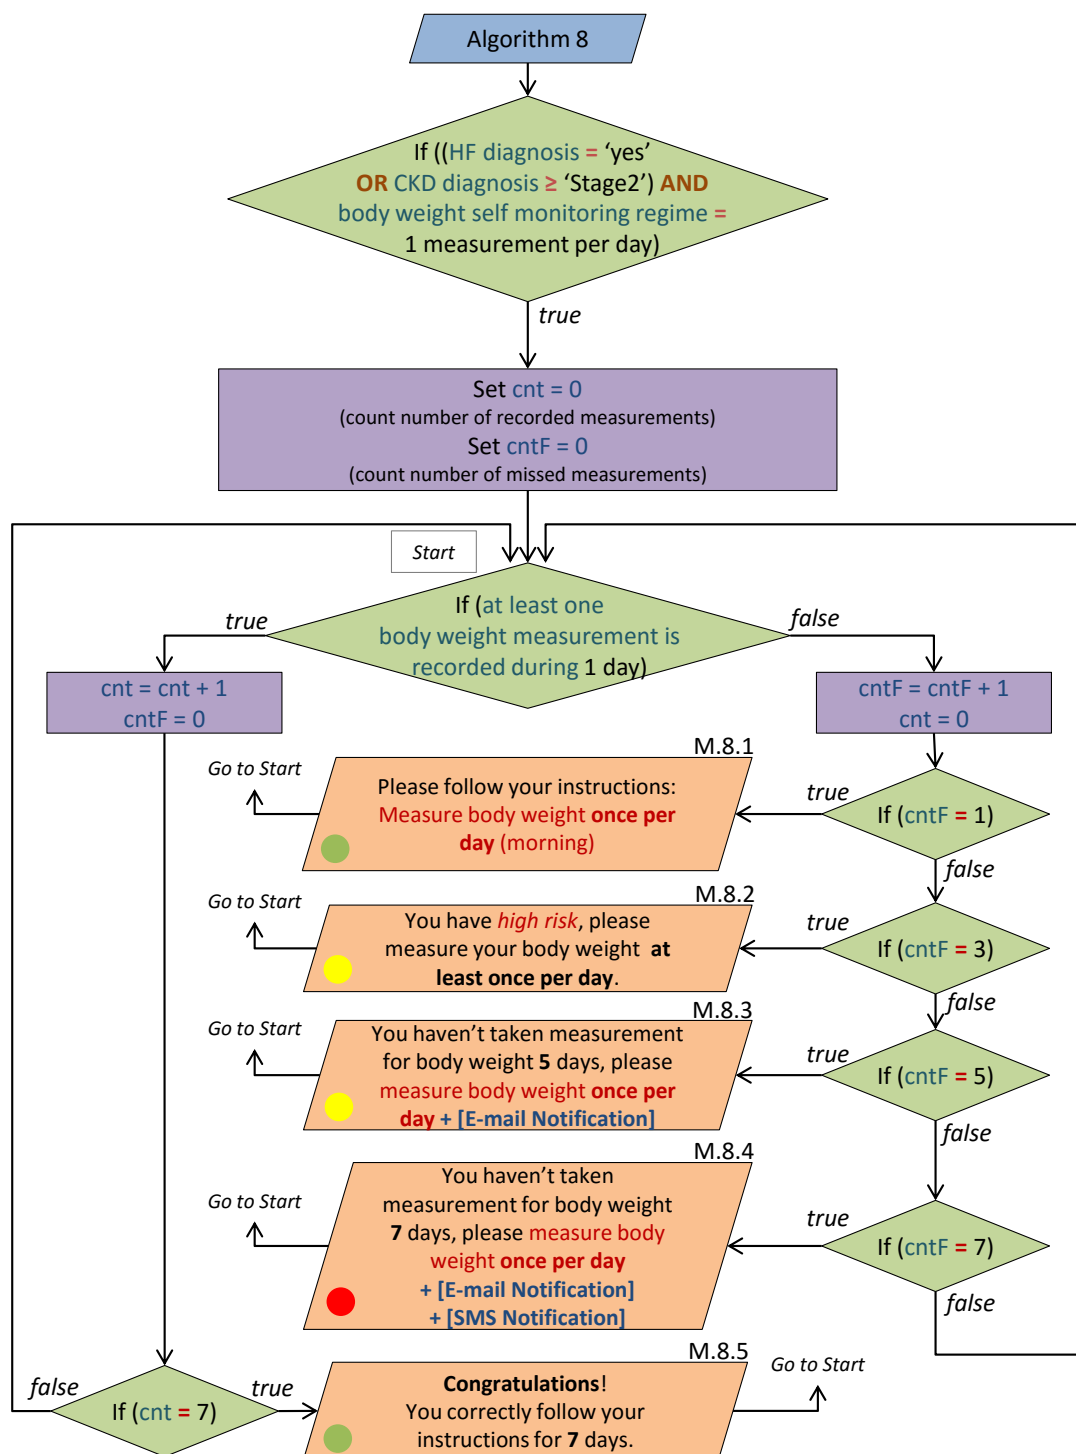 Algorithm 8
If ((HF diagnosis = ‘yes’
OR CKD diagnosis ≥ ‘Stage2’) AND
body weight self monitoring regime =
1 measurement per day)
true
Set cnt = 0
(count number of recorded measurements)
Set cntF = 0
(count number of missed measurements)
Start
If (at least one
body weight measurement is
recorded during 1 day)
true
false
cnt = cnt + 1
cntF = 0
cntF = cntF + 1
cnt = 0
M.8.1
Go to Start
Please follow your instructions:
Measure body weight once per
day (morning)
true
If (cntF = 1)
false
M.8.2
Go to Start
You have high risk, please
measure your body weight at
least once per day.
true
If (cntF = 3)
false
M.8.3
Go to Start
You haven’t taken measurement
for body weight 5 days, please
measure body weight once per
day + [E-mail Notification]
true
If (cntF = 5)
false
M.8.4
Go to Start
You haven’t taken
measurement for body weight
7 days, please measure body
weight once per day
+ [E-mail Notification]
+ [SMS Notification]
true
If (cntF = 7)
false
M.8.5
Go to Start
false
If (cnt = 7)
true
Congratulations!
You correctly follow your
instructions for 7 days.